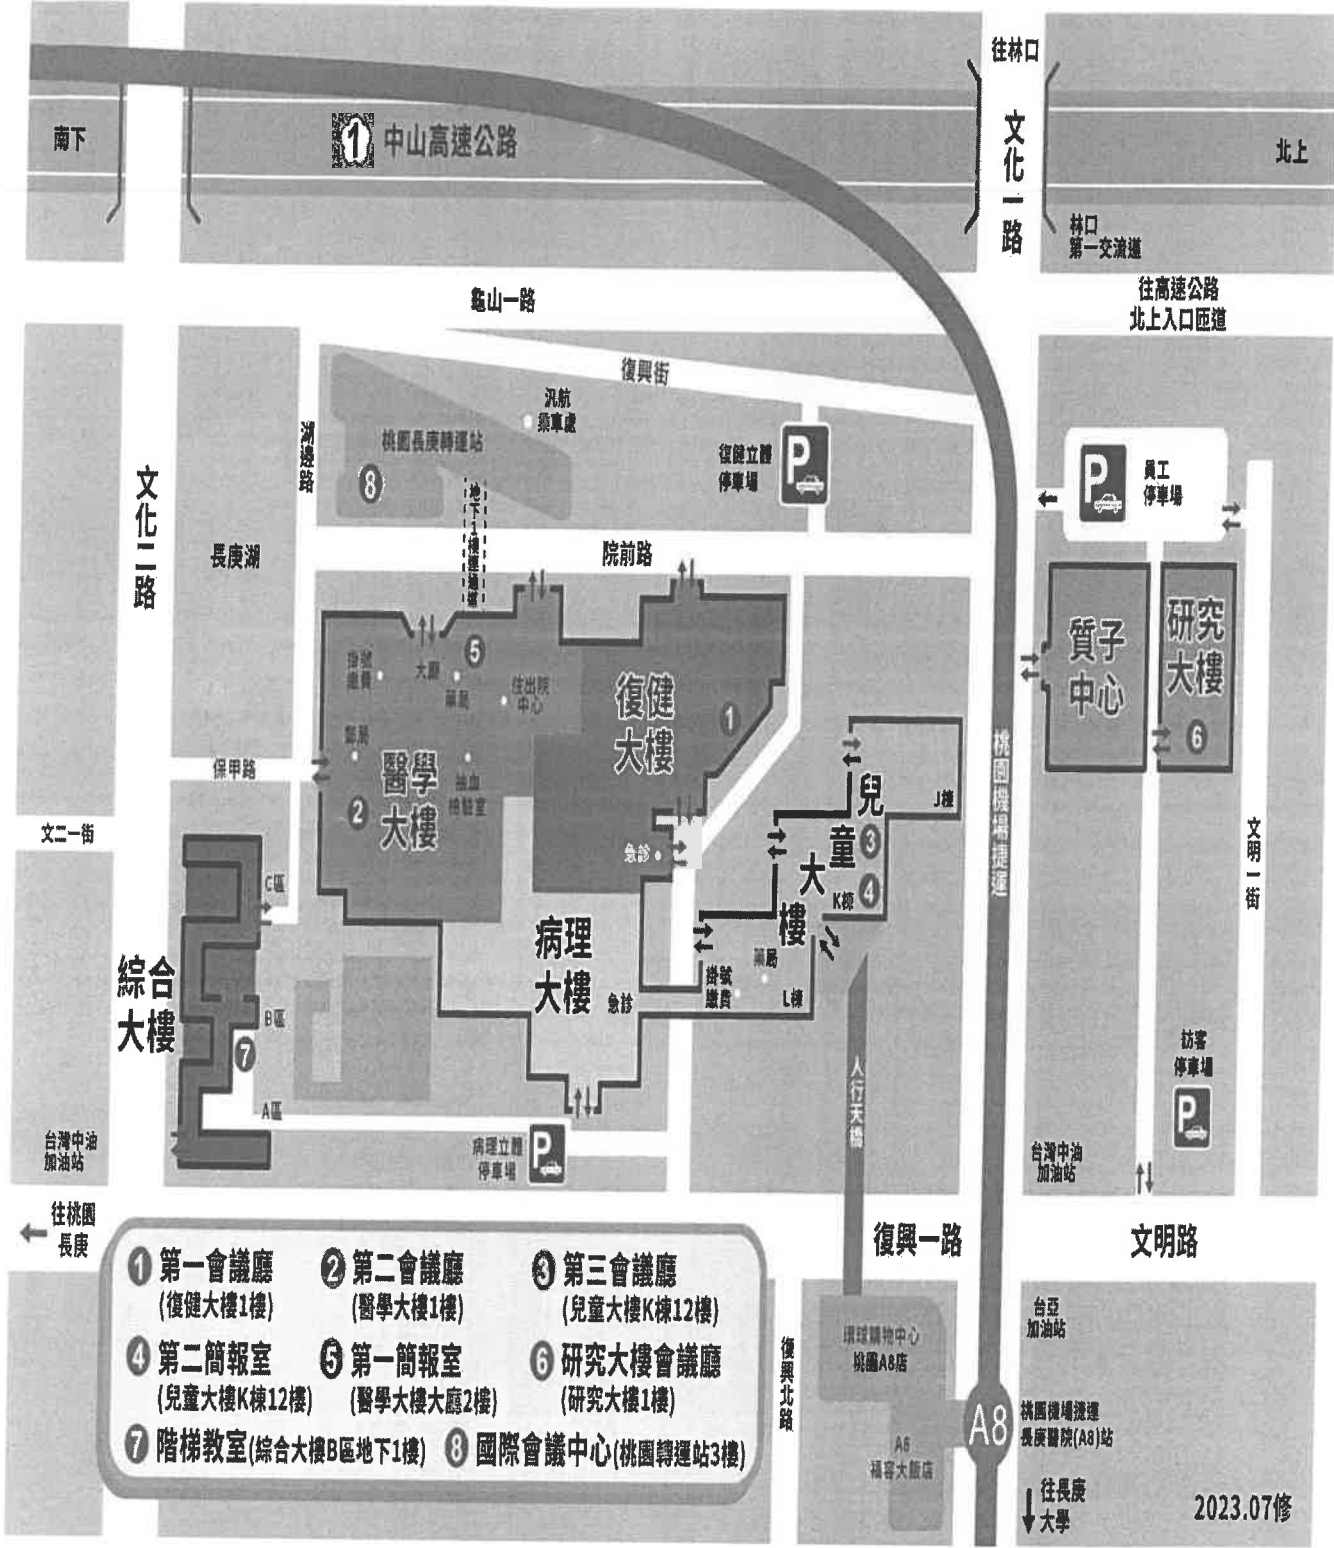 往林口
文化一路
南下
1 中山高速公路
北上
林口
第一交流道
龜山一路
往高速公路
北上入口匝道
復興街
汎航
乘車處
桃園長庚轉運站
8
湖邊路
地下1樓連通道
復健立體
停車場
P
P
員工
停車場
文化二路
長庚湖
院前路
質子
中心
研究
大樓
6
掛號
繳費
大廳
5
藥局
住出院
中心
復健
大樓
1
郵局
醫學
大樓
2
抽血
檢驗室
保甲路
文二一街
桃園機場捷運
J棟
兒童大樓
3
K棟
4
急診
文明一街
C區
綜合
大樓
B區
7
A區
病理
大樓
急診
掛號
繳費
藥局
L棟
人行天橋
訪客
停車場
P
台灣中油
加油站
病理立體
停車場
P
台灣中油
加油站
往桃園
長庚
復興一路
文明路
1 第一會議廳
(復健大樓1樓)
2 第二會議廳
(醫學大樓1樓)
3 第三會議廳
(兒童大樓K棟12樓)
4 第二簡報室
(兒童大樓K棟12樓)
5 第一簡報室
(醫學大樓大廳2樓)
6 研究大樓會議廳
(研究大樓1樓)
7 階梯教室(綜合大樓B區地下1樓)
8 國際會議中心(桃園轉運站3樓)
復興北路
環球購物中心
桃園A8店
台亞
加油站
A8
桃園機場捷運
長庚醫院(A8)站
A8
福容大飯店
往長庚
大學
2023.07修